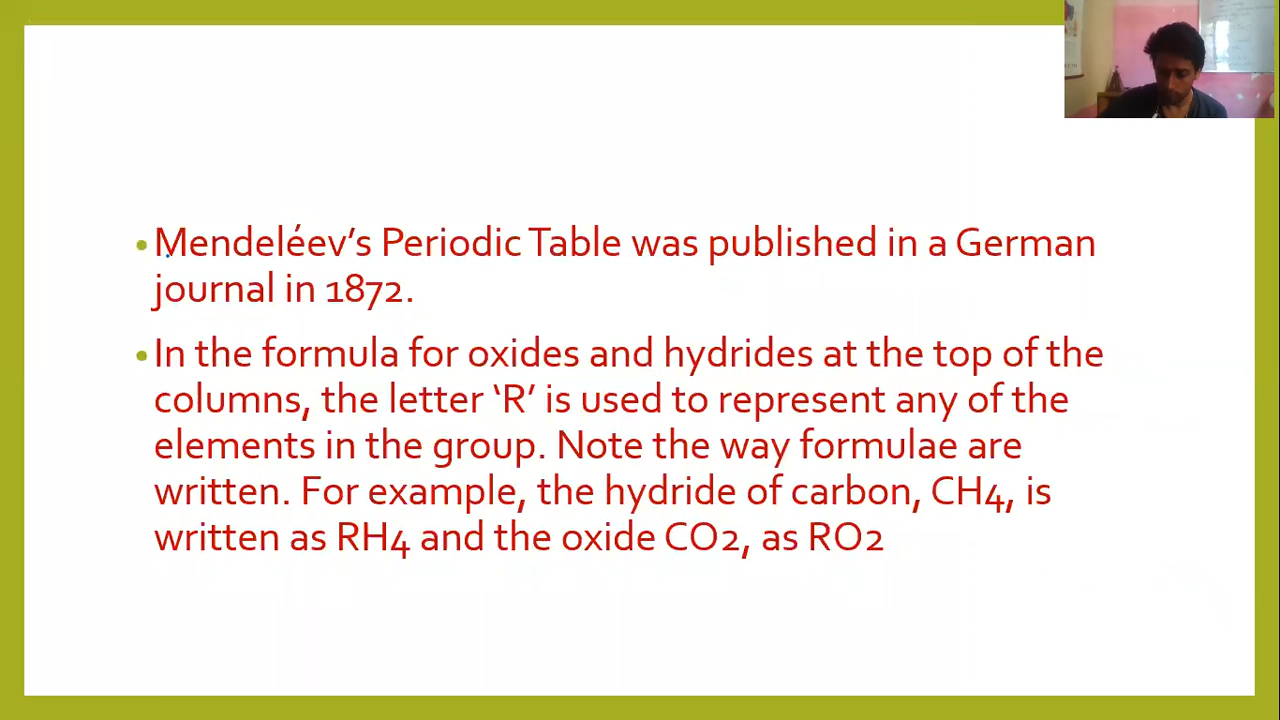 • Mendeléev’s Periodic Table was published in a German
journal in 1872.
• In the formula for oxides and hydrides at the top of the
columns, the letter ‘R’ is used to represent any of the
elements in the group. Note the way formulae are
written. For example, the hydride of carbon, CH4, is
written as RH4 and the oxide CO2, as RO2